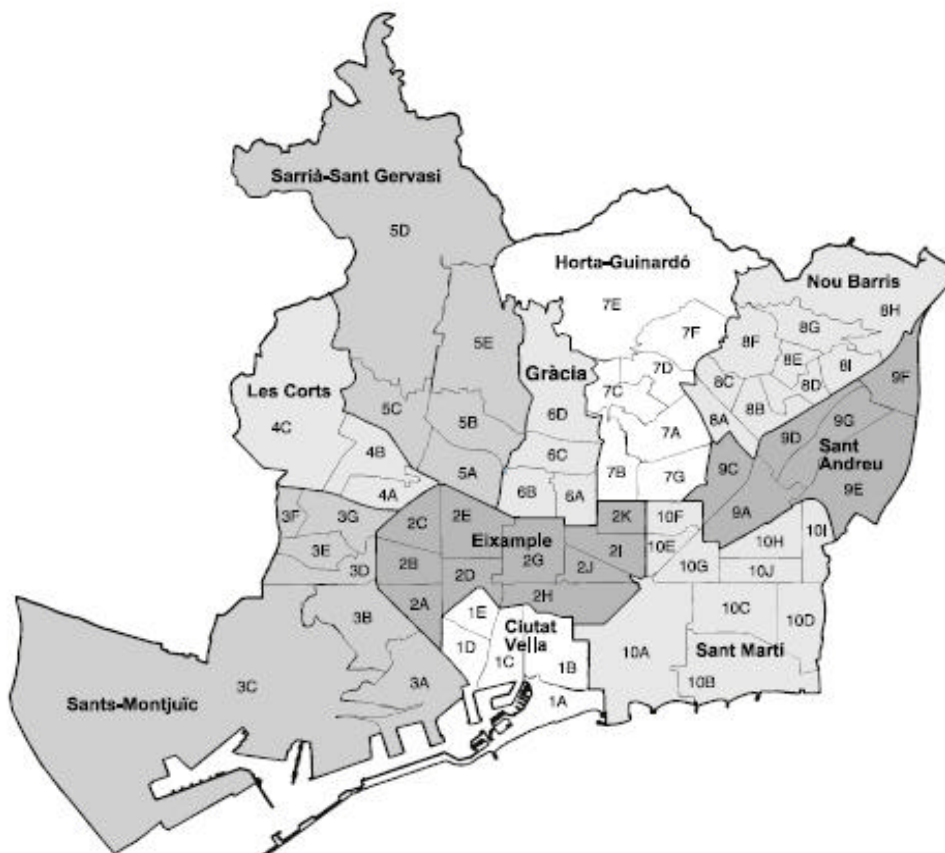 Sarrià-Sant Gervasi
5D
Horta-Guinardó
Nou Barris
7E
8H
7F
8G
8F
5E
8E
8I
Gràcia
7D
9F
8C
8D
Les Corts
7C
5C
6D
8B
8A
9G
5B
4C
7A
9D
Sant
Andreu
4B
6C
5A
7B
7G
9C
9E
4A
6B
6A
3F
3G
2C
2E
2K
10F
9A
10I
Eixample
3E
2G
2I
10E
10H
3D
2B
2D
2J
10G
10J
2A
2H
3B
1E
Ciutat
Vella
10C
10D
1D
1C
10A
Sant Martí
1B
3C
3A
10B
Sants-Montjuïc
1A